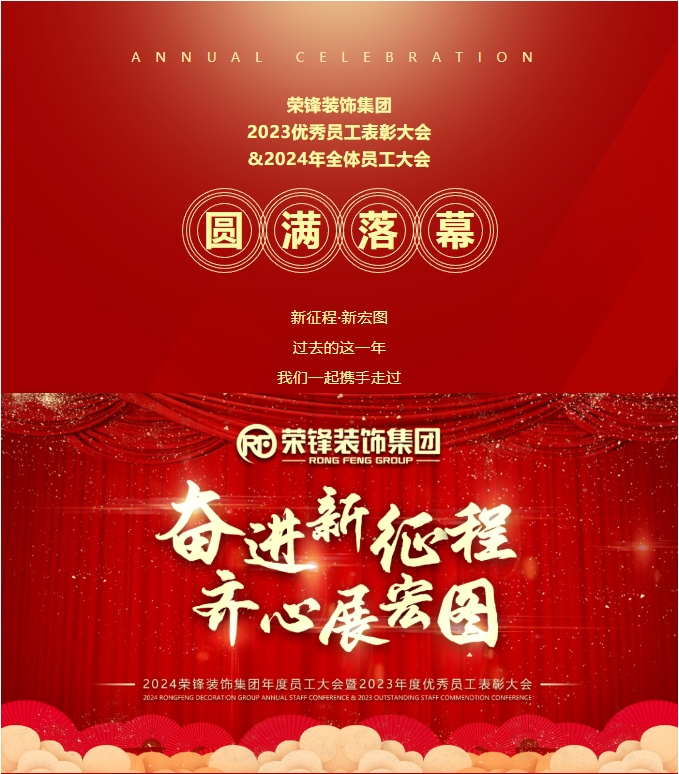 ANNUAL CELEBRATION
荣锋装饰集团
2023优秀员工表彰大会
&2024年全体员工大会
圆满落幕
新征程·新宏图
过去的这一年
我们一起携手走过
荣锋装饰集团
RONG FENG GROUP
奋进新征程
齐心展宏图
2024荣锋装饰集团年度员工大会暨2023年度优秀员工表彰大会
2024 RONGFENG DECORATION GROUP ANNUAL STAFF CONFERENCE & 2023 OUTSTANDING STAFF COMMENOTION CONFERENCE